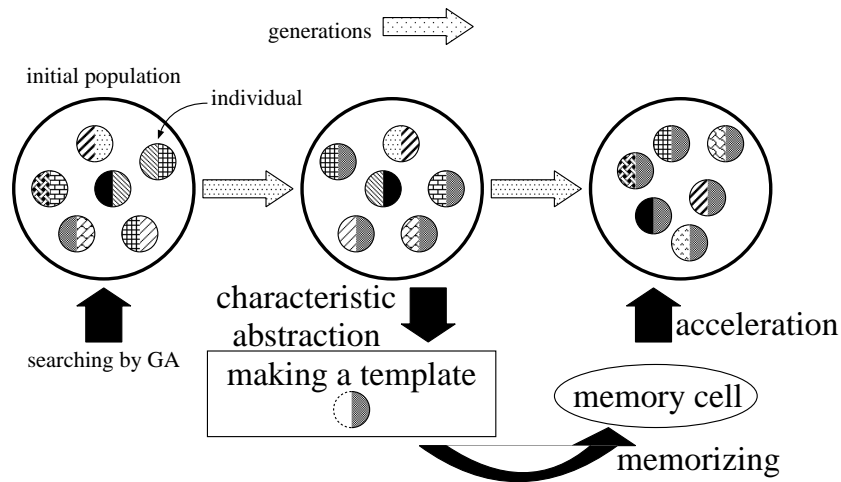 generations
initial population
individual
characteristic
abstraction
searching by GA
making a template
acceleration
memory cell
memorizing